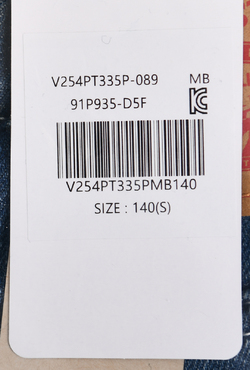 V254PT335P-089 MB
91P935-D5F
V254PT335PMB140
SIZE : 140(S)